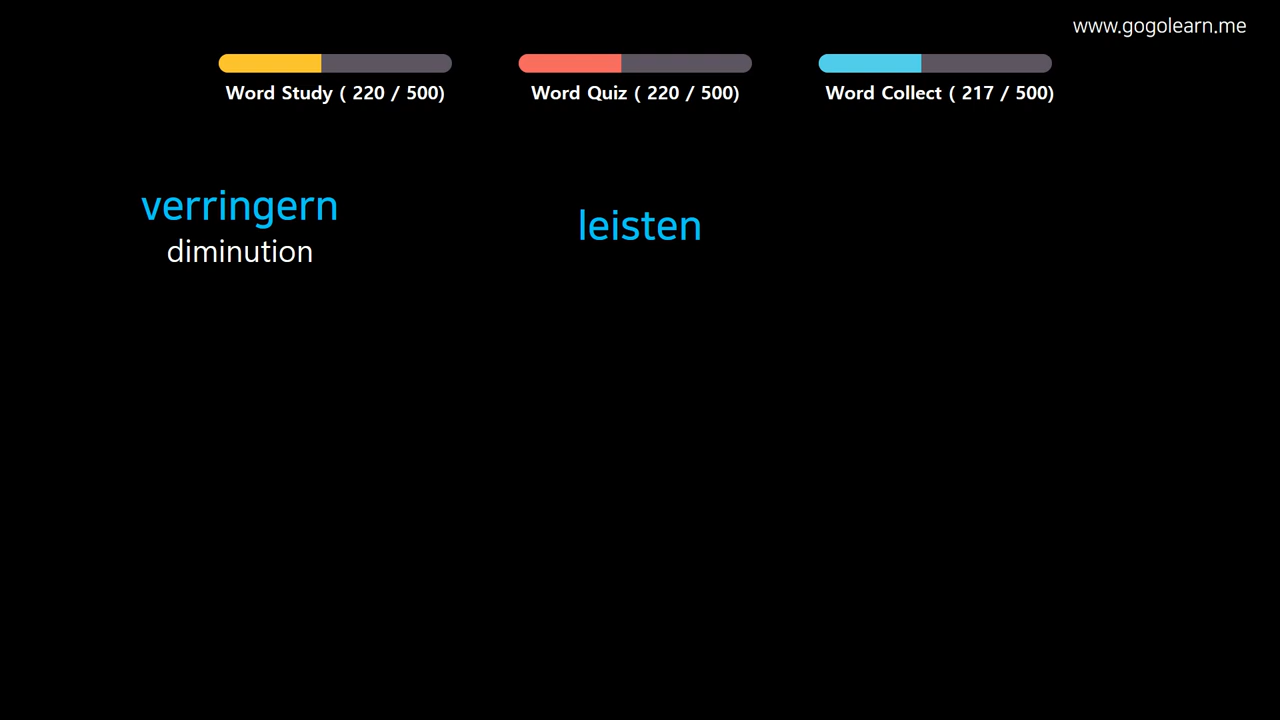 www.gogolearn.me
Word Study ( 220 / 500)
Word Quiz ( 220 / 500)
Word Collect ( 217 / 500)
verringern
diminution
leisten